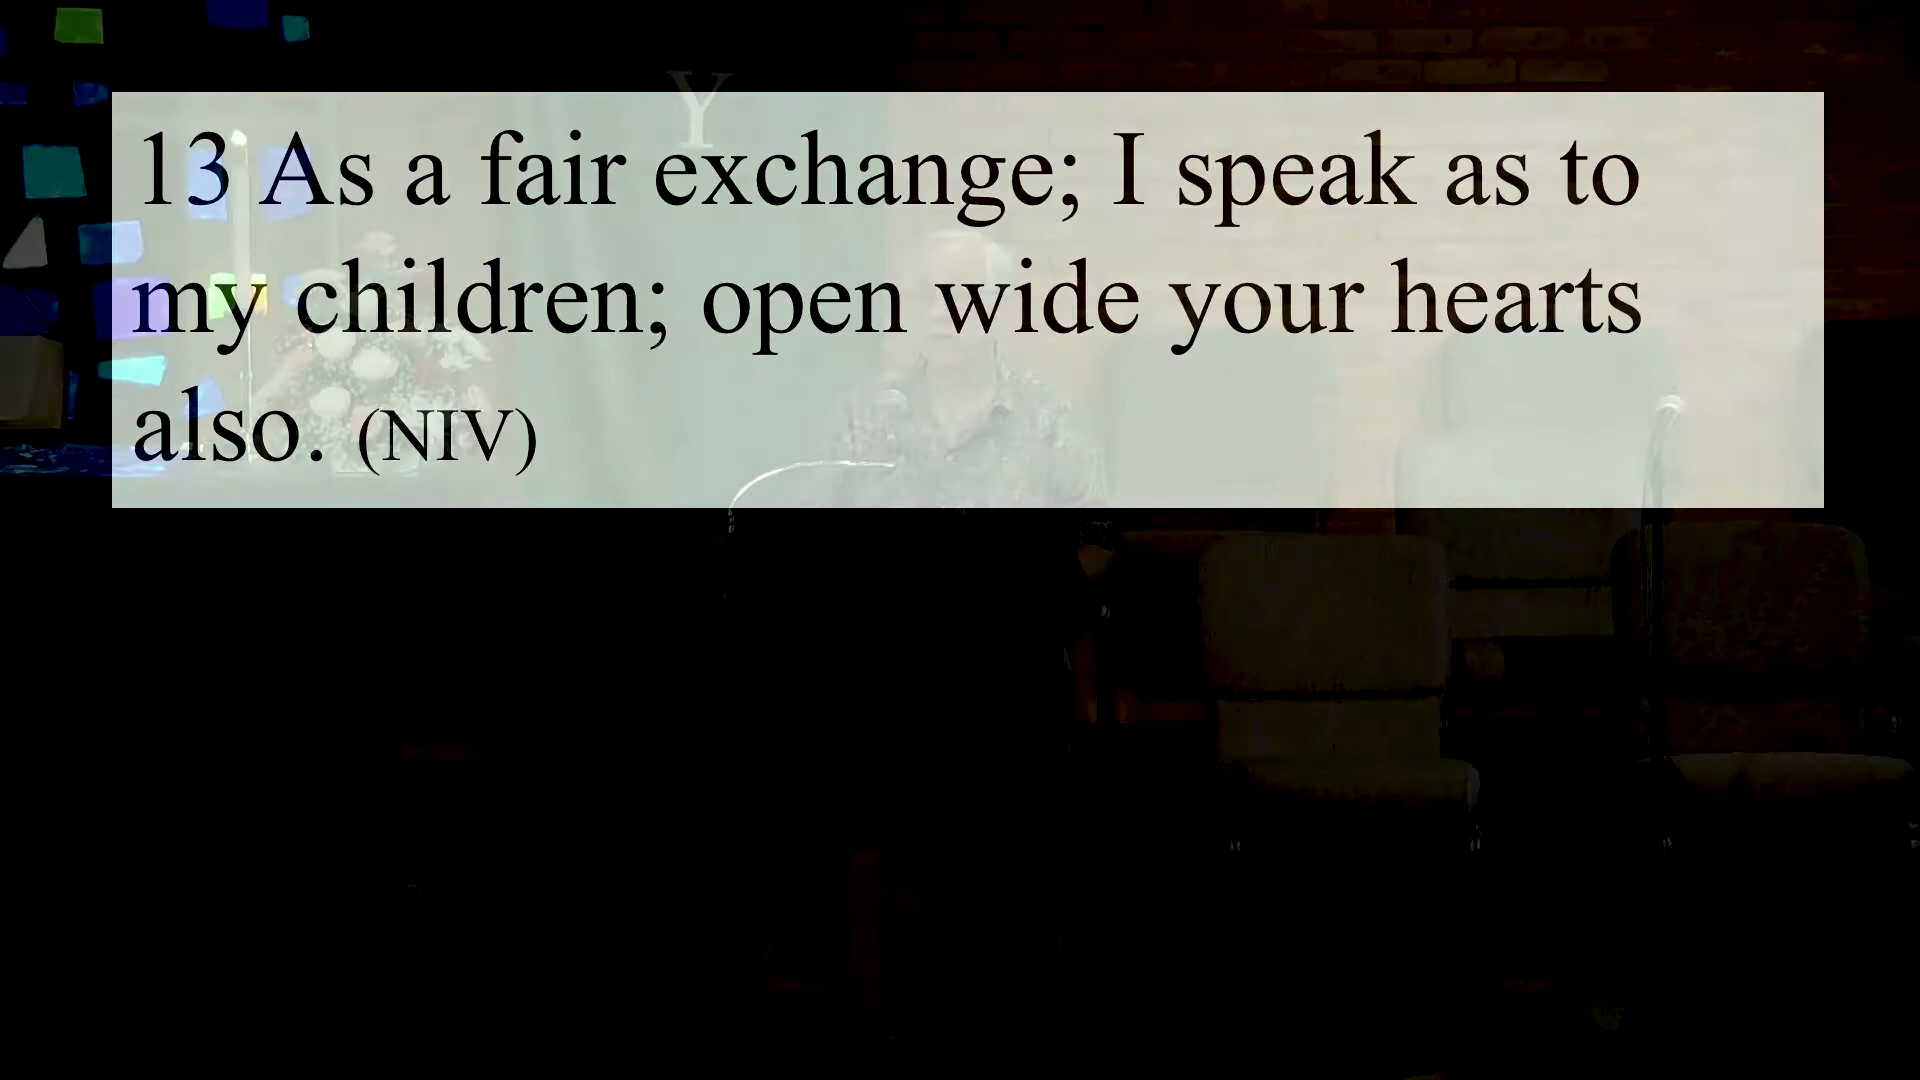 Y
13 As a fair exchange; I speak as to
my children; open wide your hearts
also. (NIV)